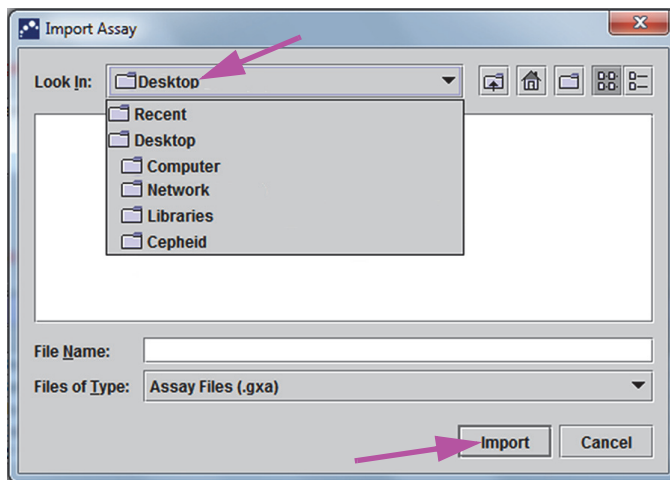 Import Assay
Look In: Desktop
Recent
Desktop
Computer
Network
Libraries
Cepheid
File Name:
Files of Type: Assay Files (.gxa)
Import Cancel